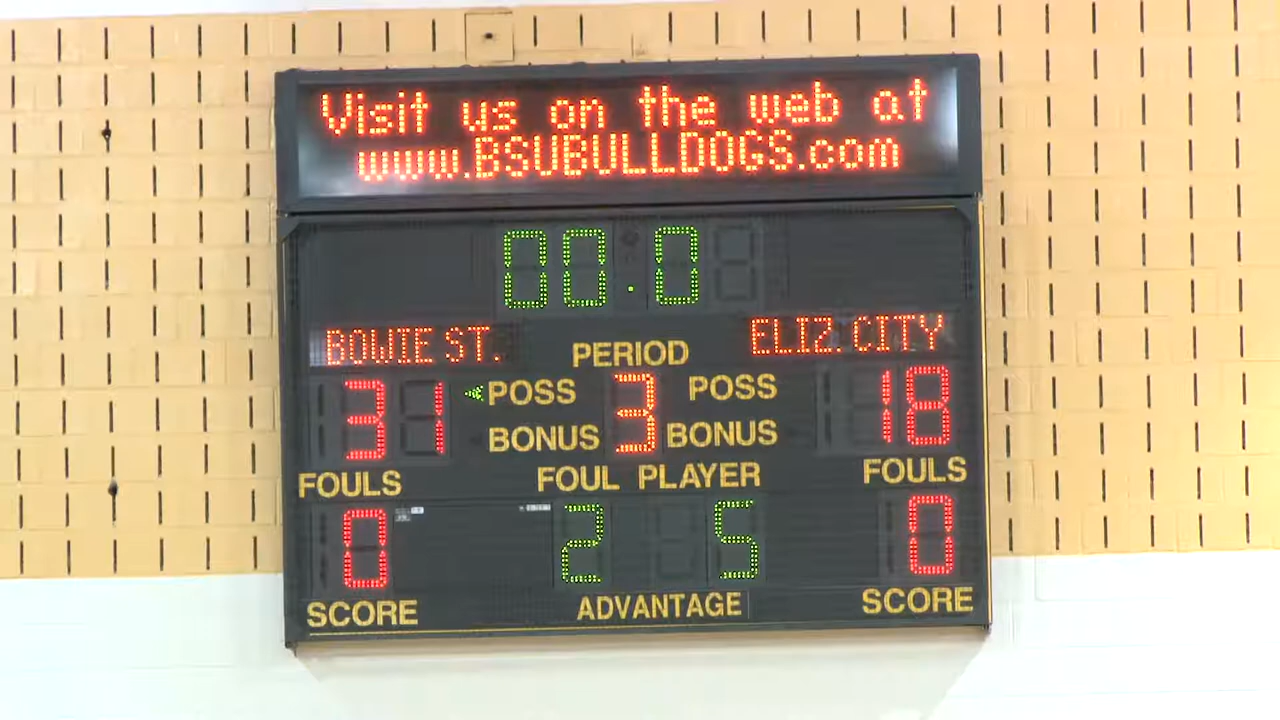 Visit us on the web at
www.BSUBULLDOGS.com
00.0
BOWIE ST. PERIOD ELIZ. CITY
31 POSS 3 POSS 18
BONUS BONUS
FOULS FOUL PLAYER FOULS
0 2 5 0
SCORE ADVANTAGE SCORE